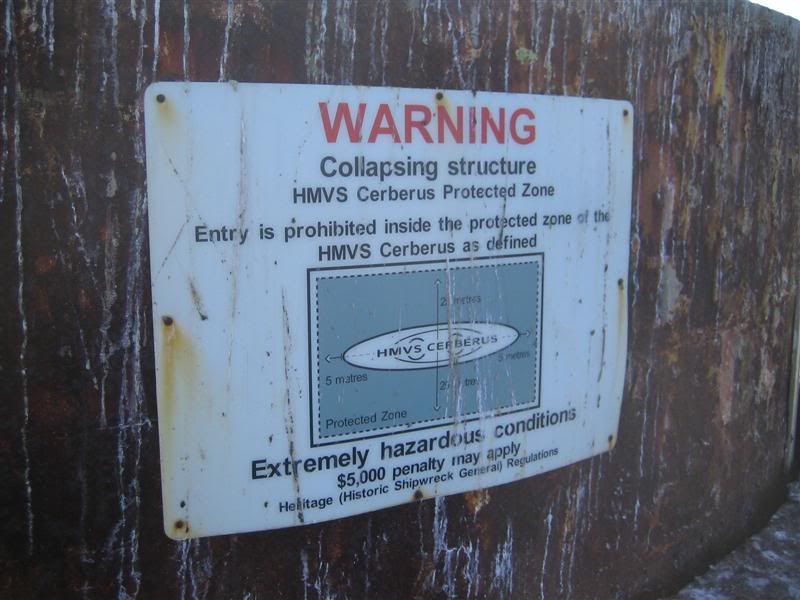 WARNING
Collapsing structure
HMVS Cerberus Protected Zone
Entry is prohibited inside the protected zone of the
HMVS Cerberus as defined
metres
HMVS CERBERUS
5 metres
5 metres
Protected Zone
Extremely hazardous conditions
$5,000 penalty may apply
Heritage (Historic Shipwreck General) Regulations